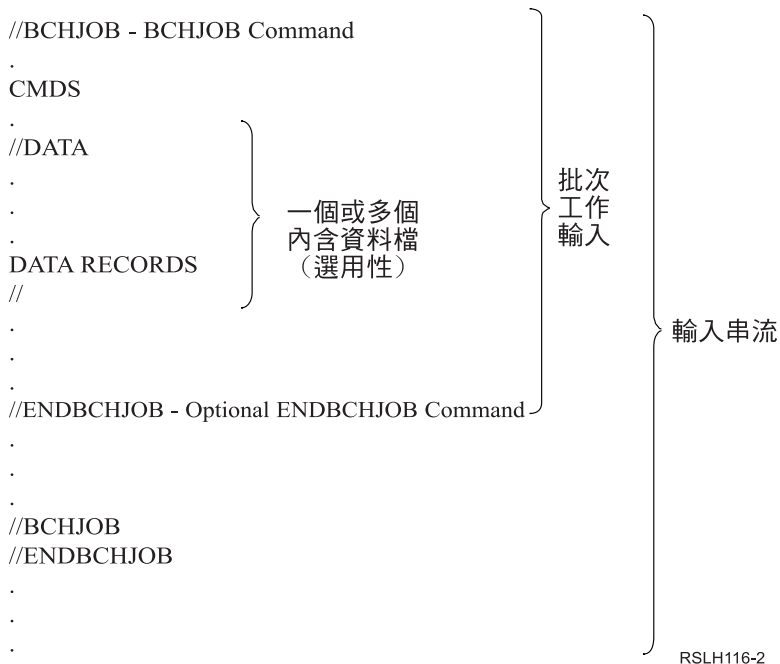 //BCHJOB - BCHJOB Command
.
CMDS
.
//DATA
.
.
.
DATA RECORDS
//
.
.
.
//ENDBCHJOB - Optional ENDBCHJOB Command
.
.
.
//BCHJOB
//ENDBCHJOB
.
.
.
一個或多個
內含資料檔
（選用性）
批次
工作
輸入
輸入串流
RSLH116-2